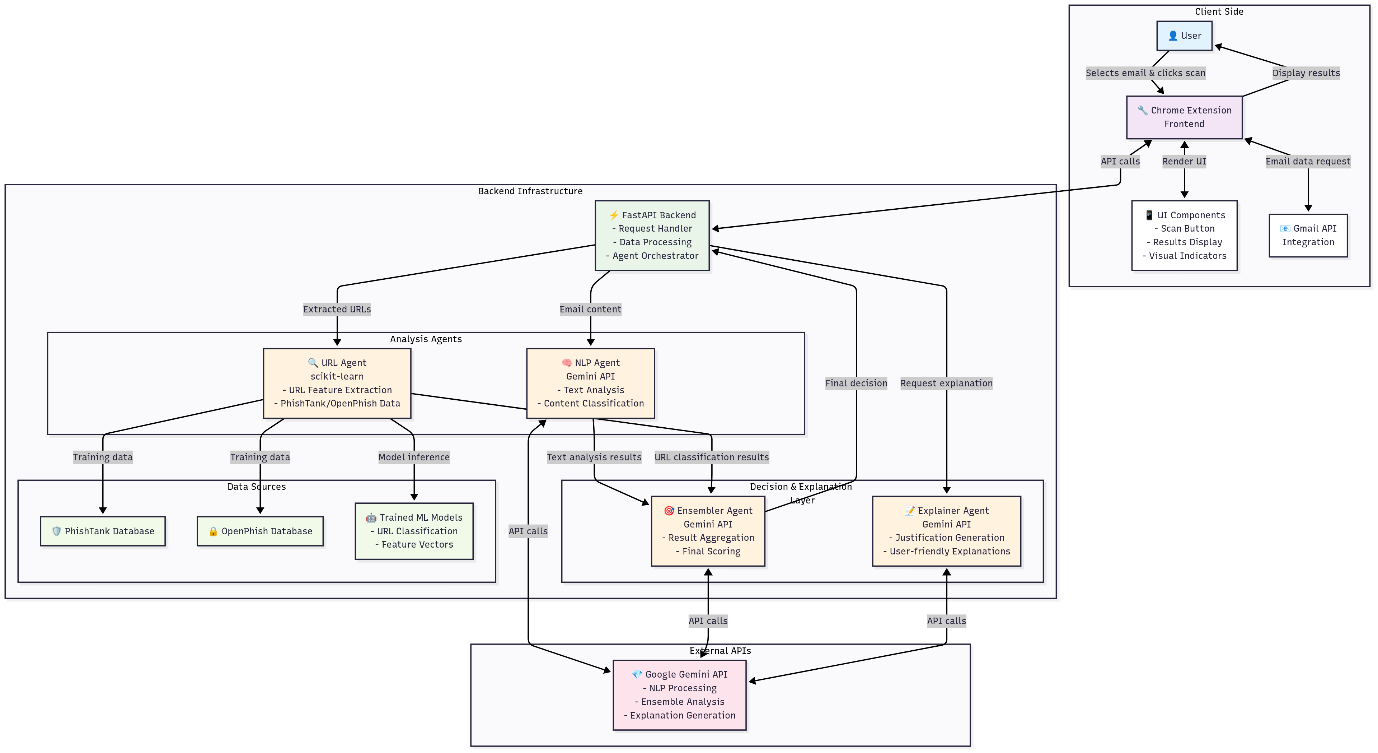 Client Side
👤 User
Selects email & clicks scan
Display results
🔧 Chrome Extension
Frontend
API calls
Render UI
Email data request
📱 UI Components
- Scan Button
- Results Display
- Visual Indicators
📧 Gmail API
Integration
Backend Infrastructure
⚡ FastAPI Backend
- Request Handler
- Data Processing
- Agent Orchestrator
Extracted URLs
Email content
Final decision
Request explanation
Analysis Agents
🔍 URL Agent
scikit-learn
- URL Feature Extraction
- PhishTank/OpenPhish Data
🧠 NLP Agent
Gemini API
- Text Analysis
- Content Classification
Training data
Training data
Model inference
Text analysis results
URL classification results
Data Sources
🛡️ PhishTank Database
🔒 OpenPhish Database
🤖 Trained ML Models
- URL Classification
- Feature Vectors
API calls
Decision & Explanation
Layer
🎯 Ensembler Agent
Gemini API
- Result Aggregation
- Final Scoring
📝 Explainer Agent
Gemini API
- Justification Generation
- User-friendly Explanations
API calls
API calls
External APIs
💎 Google Gemini API
- NLP Processing
- Ensemble Analysis
- Explanation Generation